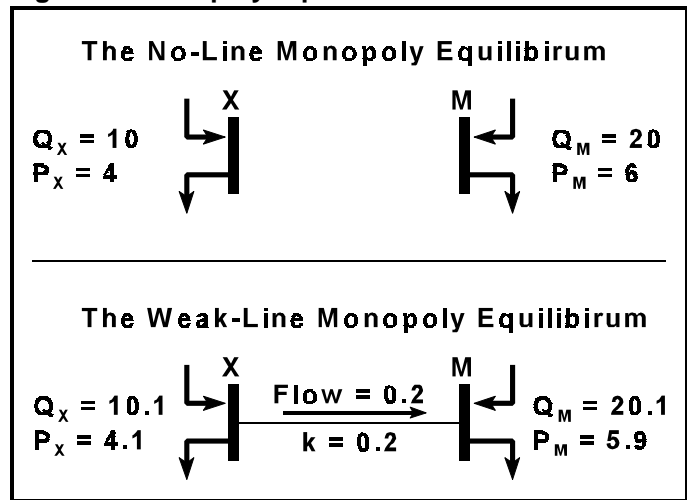 The No-Line Monopoly Equilibirum
X M
Q_X = 10 Q_M = 20
P_X = 4 P_M = 6
The Weak-Line Monopoly Equilibirum
X M
Flow = 0.2
Q_X = 10.1 Q_M = 20.1
P_X = 4.1 k = 0.2 P_M = 5.9